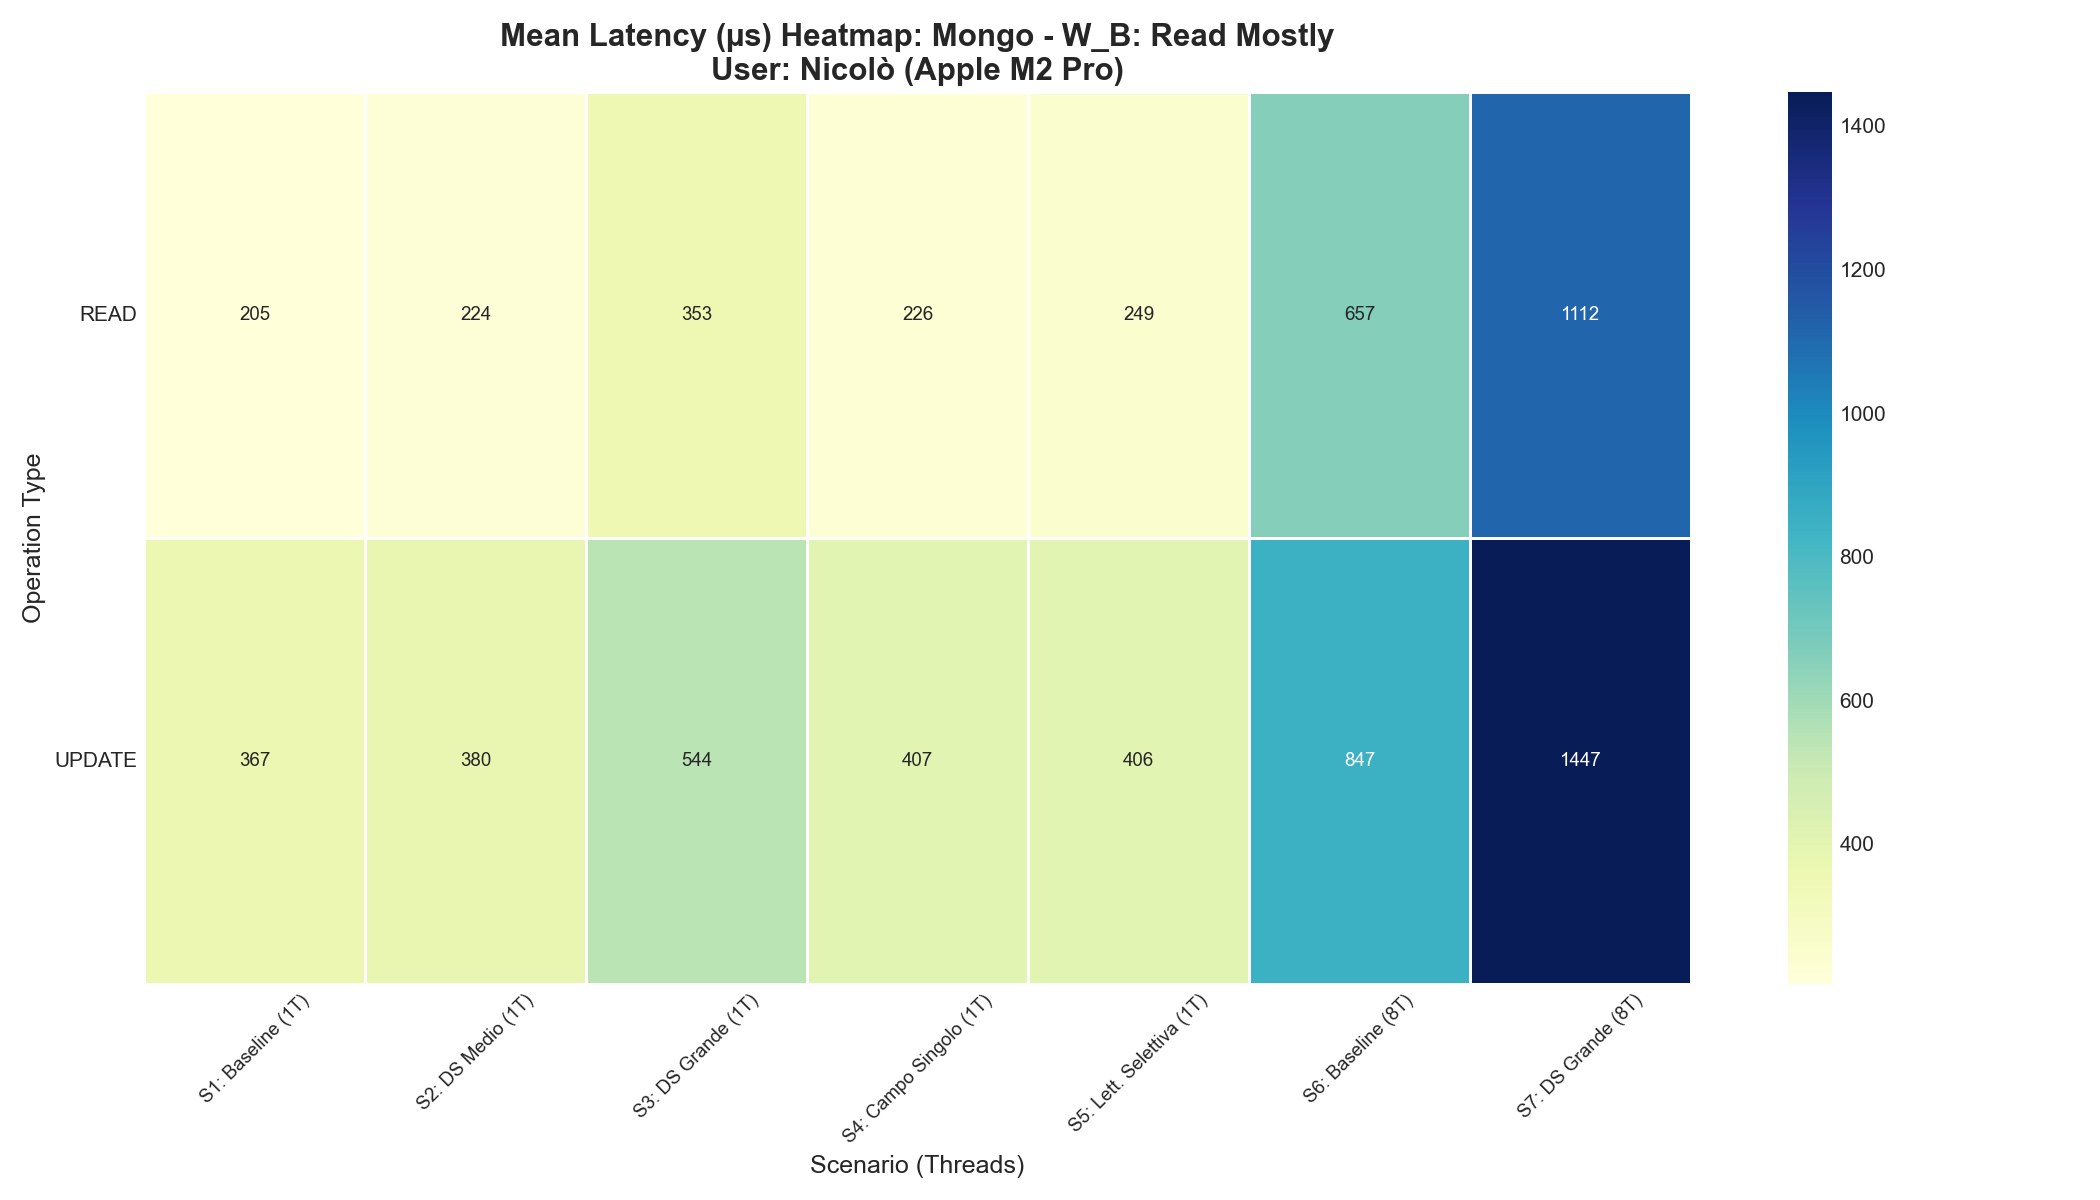 Mean Latency (µs) Heatmap: Mongo - W_B: Read Mostly
User: Nicolò (Apple M2 Pro)
Operation Type
READ
205
224
353
226
249
657
1112
UPDATE
367
380
544
407
406
847
1447
S1: Baseline (1T)
S2: DS Medio (1T)
S3: DS Grande (1T)
S4: Campo Singolo (1T)
S5: Lett. Selettiva (1T)
S6: Baseline (8T)
S7: DS Grande (8T)
Scenario (Threads)
1400
1200
1000
800
600
400